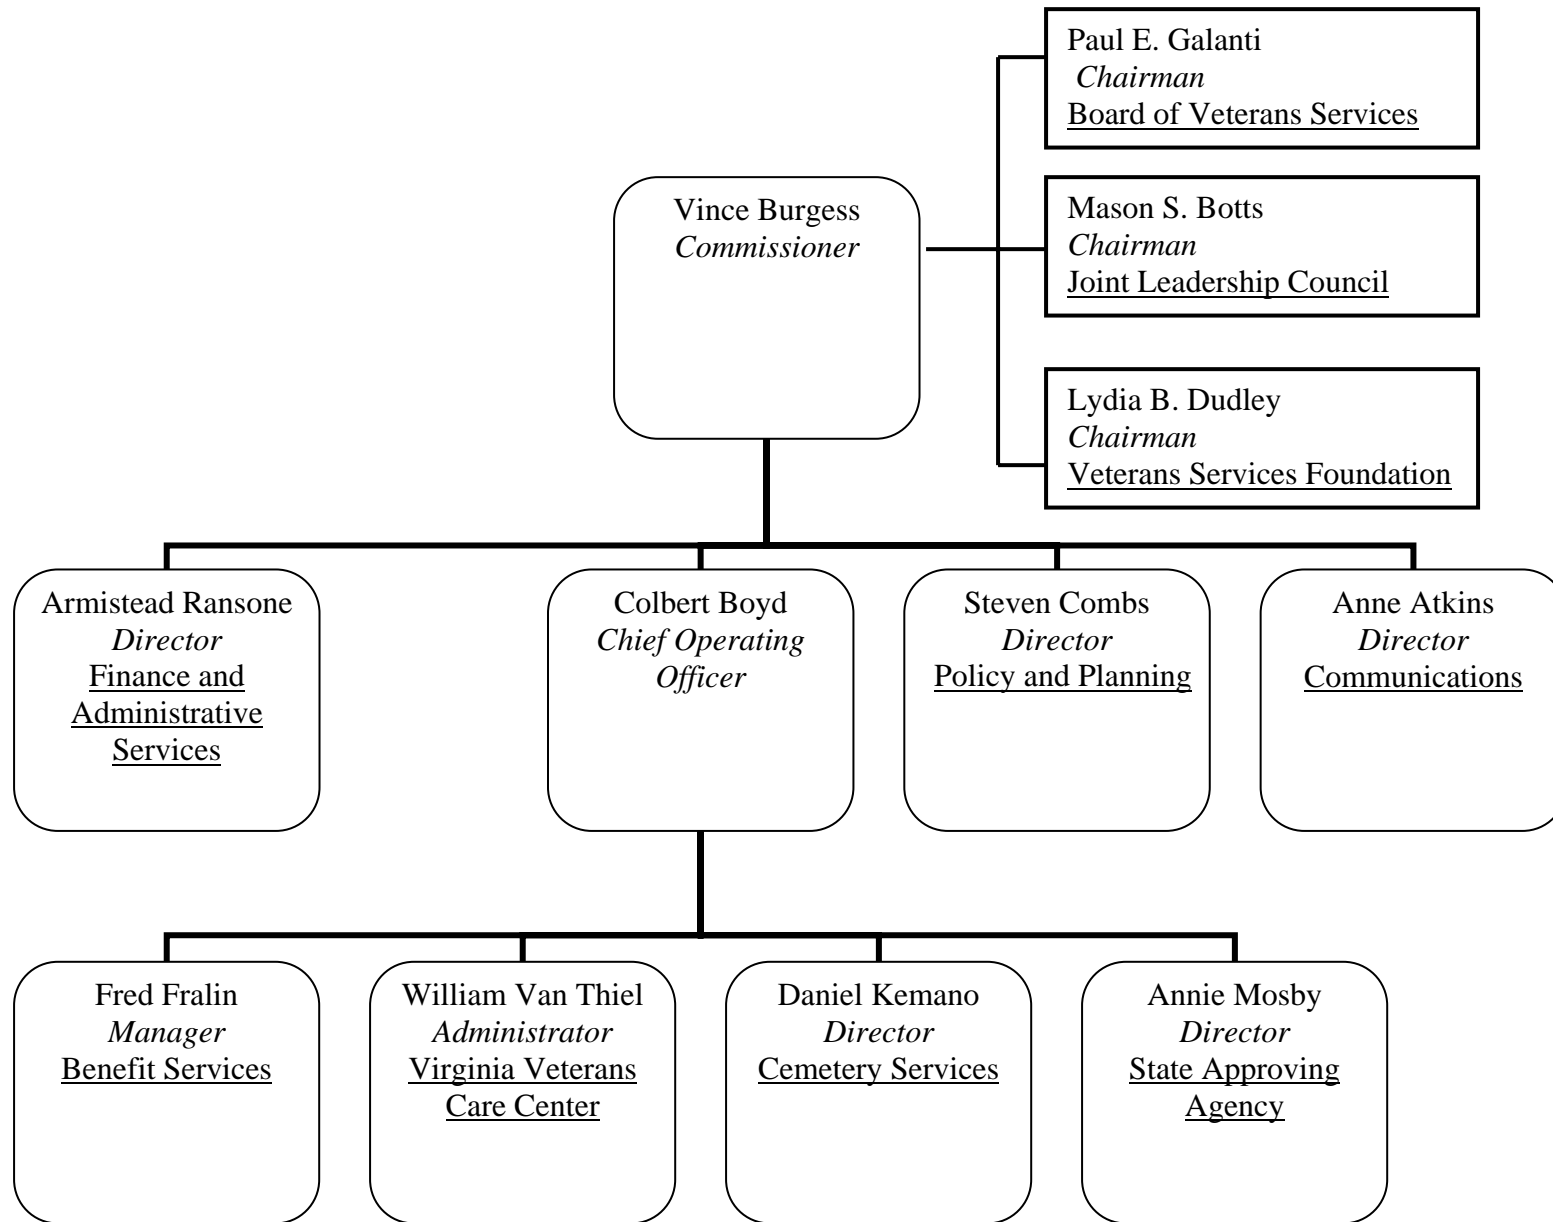 Paul E. Galanti
Chairman
Board of Veterans Services
Vince Burgess
Commissioner
Mason S. Botts
Chairman
Joint Leadership Council
Lydia B. Dudley
Chairman
Veterans Services Foundation
Armistead Ransone
Director
Finance and
Administrative
Services
Colbert Boyd
Chief Operating
Officer
Steven Combs
Director
Policy and Planning
Anne Atkins
Director
Communications
Fred Fralin
Manager
Benefit Services
William Van Thiel
Administrator
Virginia Veterans
Care Center
Daniel Kemano
Director
Cemetery Services
Annie Mosby
Director
State Approving
Agency